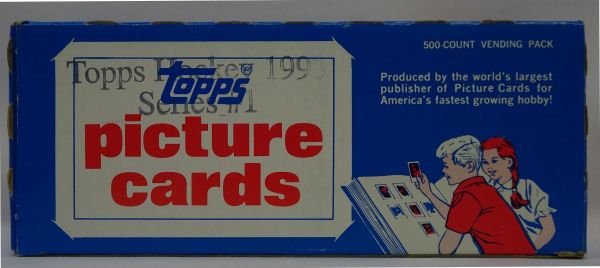 500-COUNT VENDING PACK
Topps Hockey 199
Series #1
topps®
picture
cards
Produced by the world's largest
publisher of Picture Cards for
America's fastest growing hobby!